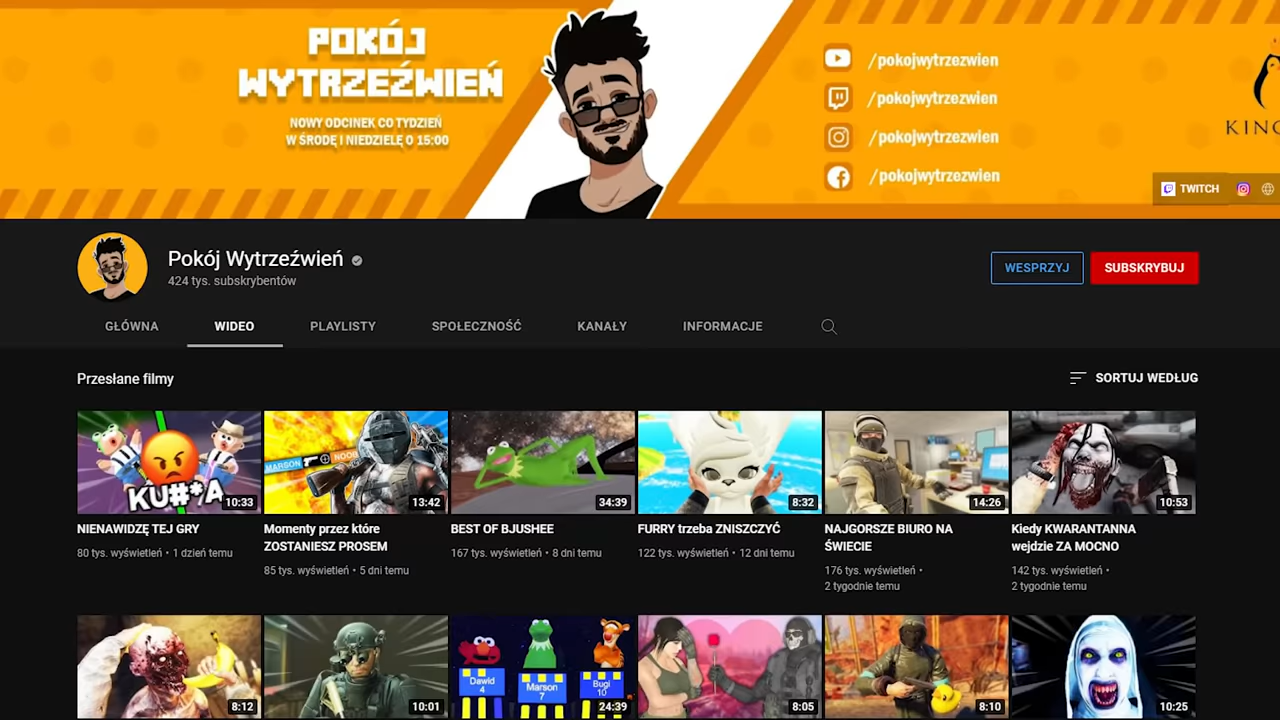 POKÓJ
WYTRZEŹWIEŃ
NOWY ODCINEK CO TYDZIEŃ
W ŚRODĘ I NIEDZIELĘ O 15:00
/pokojwytrzezwien
/pokojwytrzezwien
/pokojwytrzezwien
/pokojwytrzezwien
KING
TWITCH
Pokój Wytrzeźwień
424 tys. subskrybentów
WESPRZYJ
SUBSKRYBUJ
GŁÓWNA
WIDEO
PLAYLISTY
SPOŁECZNOŚĆ
KANAŁY
INFORMACJE
Przesłane filmy
SORTUJ WEDŁUG
KU#*A
10:33
MARSON
NOOB
13:42
34:39
8:32
14:26
10:53
NIENAWIDZĘ TEJ GRY
80 tys. wyświetleń • 1 dzień temu
Momenty przez które
ZOSTANIESZ PROSEM
85 tys. wyświetleń • 5 dni temu
BEST OF BJUSHEE
167 tys. wyświetleń • 8 dni temu
FURRY trzeba ZNISZCZYĆ
122 tys. wyświetleń • 12 dni temu
NAJGORSZE BIURO NA
ŚWIECIE
176 tys. wyświetleń •
2 tygodnie temu
Kiedy KWARANTANNA
wejdzie ZA MOCNO
142 tys. wyświetleń •
2 tygodnie temu
8:12
10:01
Dawid
4
Marson
7
Bugi
10
24:39
8:05
8:10
10:25